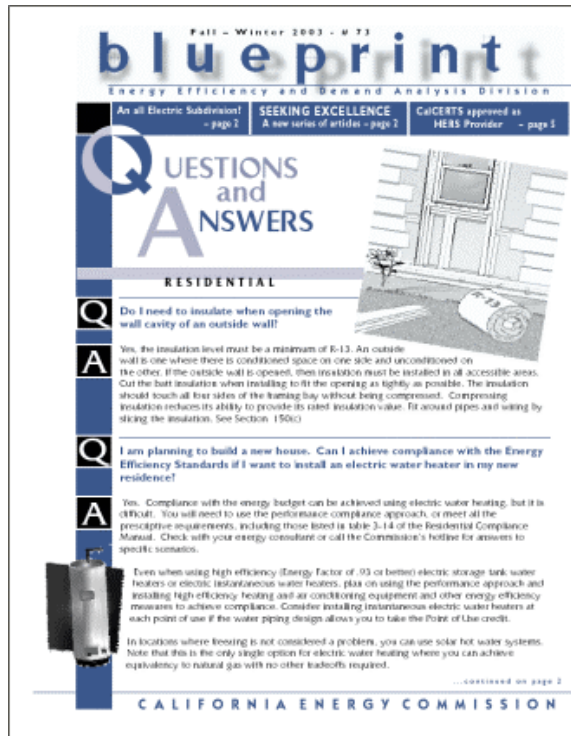 Fall – Winter 2003 - # 73
blueprint
Energy Efficiency and Demand Analysis Division
An all Electric Subdivision?
– page 2
SEEKING EXCELLENCE
A new series of articles – page 2
CalCERTS approved as
HERS Provider – page 5
QUESTIONS
and
ANSWERS
R-13
RESIDENTIAL
Q
Do I need to insulate when opening the
wall cavity of an outside wall?
A
Yes, the insulation level must be a minimum of R-13. An outside
wall is one where there is conditioned space on one side and unconditioned on
the other. If the outside wall is opened, then insulation must be installed in all accessible areas.
Cut the batt insulation when installing to fit the opening as tightly as possible. The insulation
should touch all four sides of the framing bay without being compressed. Compressing
insulation reduces its ability to provide its rated insulation value. Fit around pipes and wiring by
slicing the insulation. See Section 150(c)
Q
I am planning to build a new house. Can I achieve compliance with the Energy
Efficiency Standards if I want to install an electric water heater in my new
residence?
A
Yes. Compliance with the energy budget can be achieved using electric water heating, but it is
difficult. You will need to use the performance compliance approach, or meet all the
prescriptive requirements, including those listed in table 3-14 of the Residential Compliance
Manual. Check with your energy consultant or call the Commission's hotline for answers to
specific scenarios.
Even when using high efficiency (Energy Factor of .93 or better) electric storage tank water
heaters or electric instantaneous water heaters, plan on using the performance approach and
installing high efficiency heating and air conditioning equipment and other energy efficiency
measures to achieve compliance. Consider installing instantaneous electric water heaters at
each point of use if the water piping design allows you to take the Point of Use credit.
In locations where freezing is not considered a problem, you can use solar hot water systems.
Note that this is the only single option for electric water heating where you can achieve
equivalency to natural gas with no other tradeoffs required.
...continued on page 2
CALIFORNIA ENERGY COMMISSION